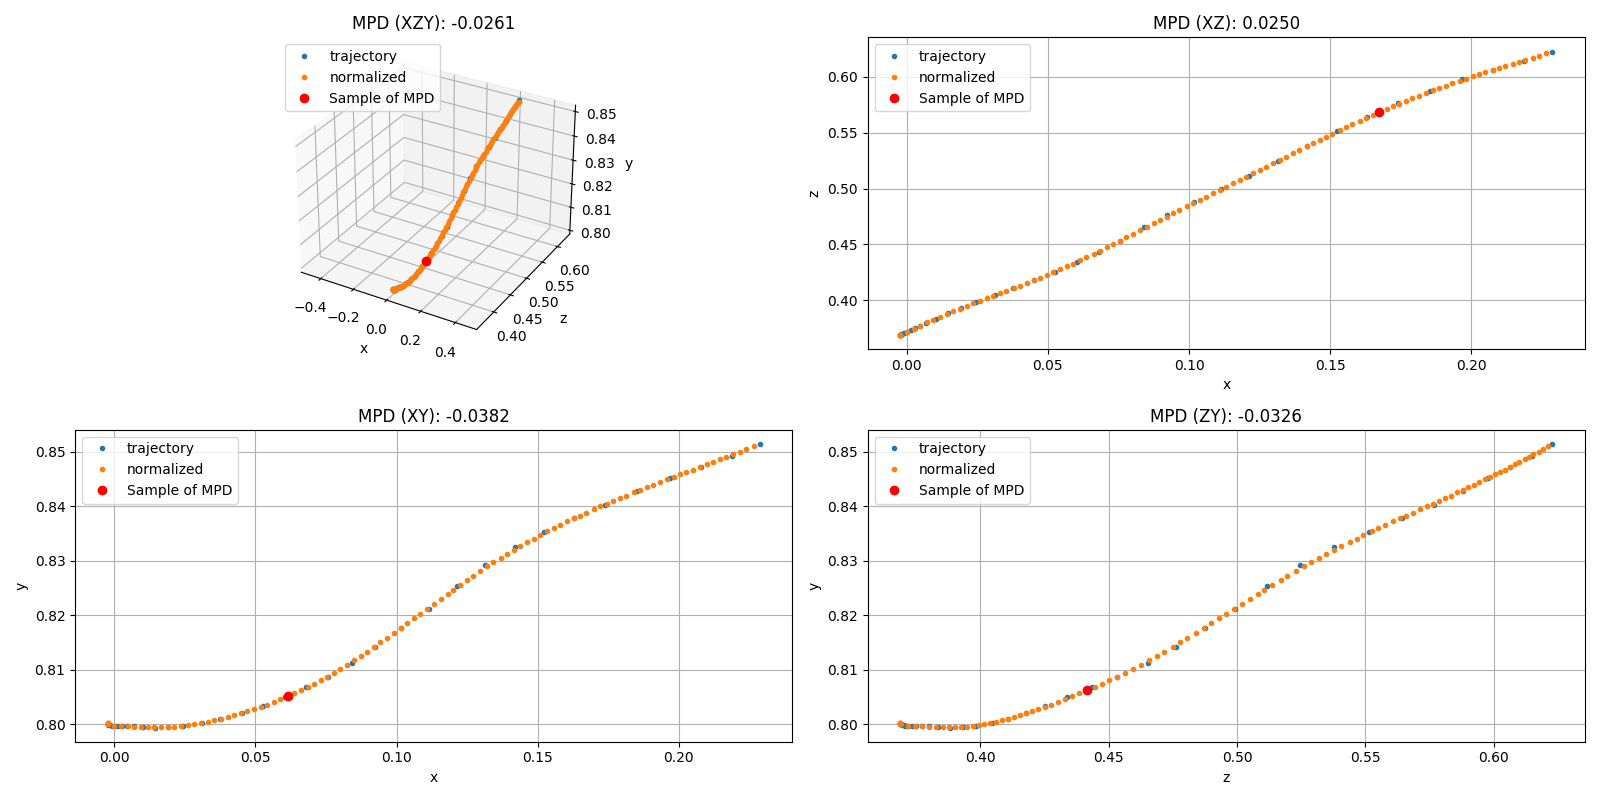 MPD (XZY): -0.0261
trajectory
normalized
Sample of MPD
0.85
0.84
0.83
0.82
0.81
0.80
y
0.60
0.55
0.50
0.45
0.40
z
−0.4
−0.2
0.0
0.2
0.4
x
MPD (XZ): 0.0250
trajectory
normalized
Sample of MPD
0.60
0.55
0.50
0.45
0.40
z
0.00 0.05 0.10 0.15 0.20
x
MPD (XY): -0.0382
trajectory
normalized
Sample of MPD
0.85
0.84
0.83
0.82
0.81
0.80
y
0.00 0.05 0.10 0.15 0.20
x
MPD (ZY): -0.0326
trajectory
normalized
Sample of MPD
0.85
0.84
0.83
0.82
0.81
0.80
y
0.40 0.45 0.50 0.55 0.60
z